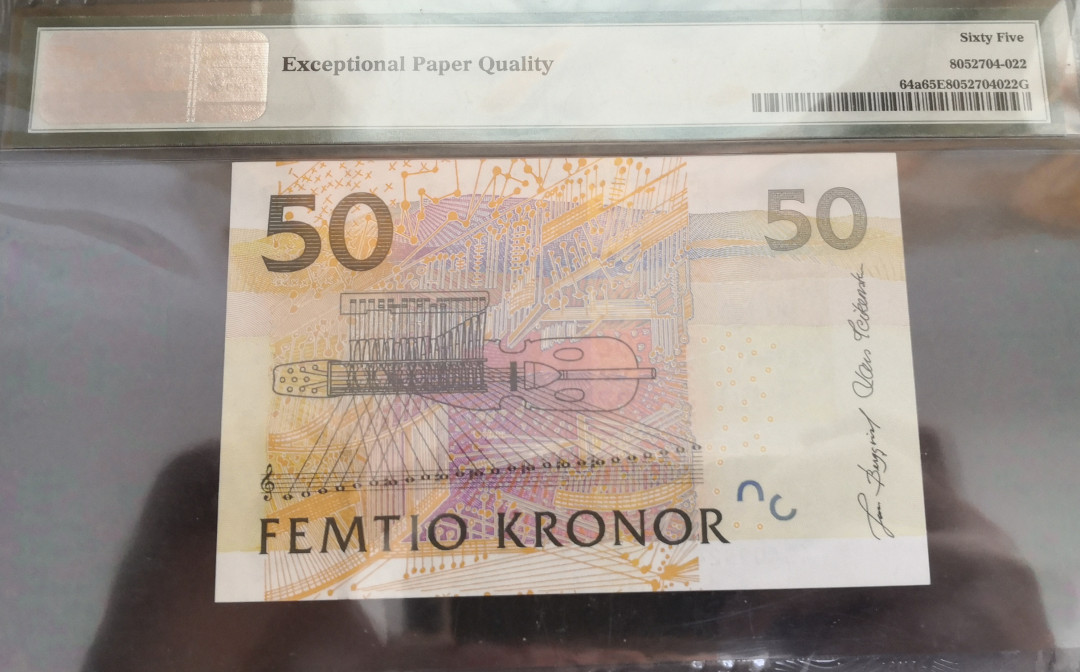 Exceptional Paper Quality
Sixty Five
8052704-022
64a65E8052704022G
50
50
FEMTIO KRONOR